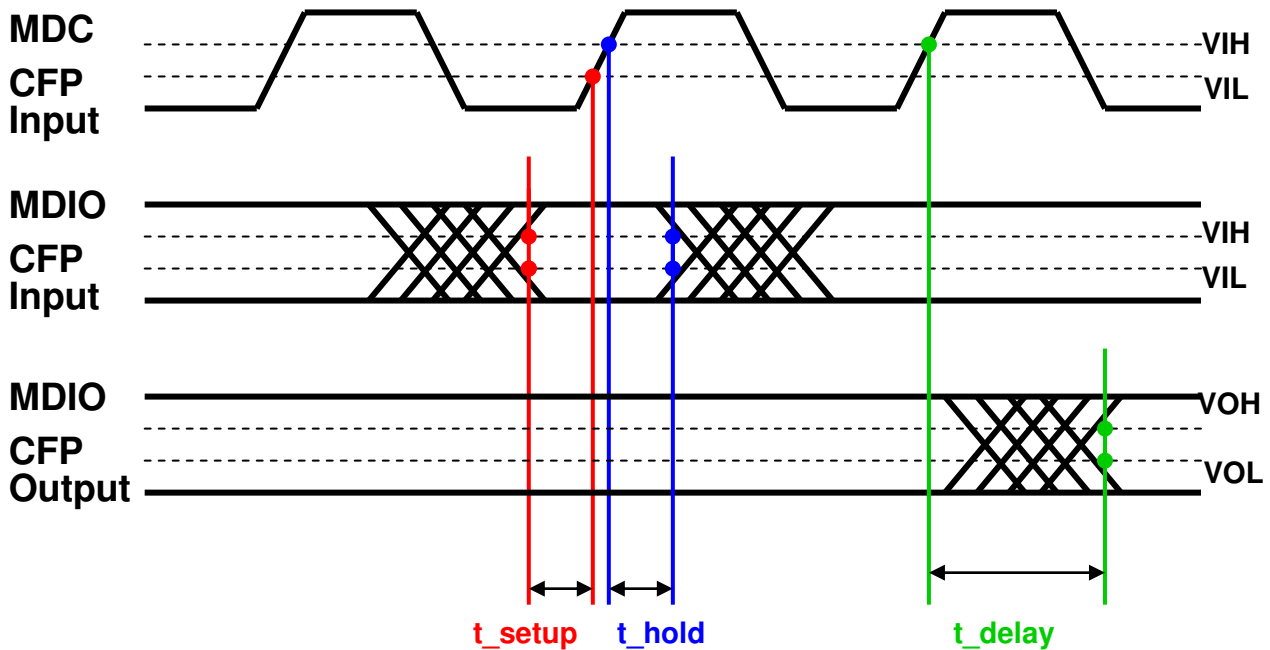 MDC
VIH
CFP
VIL
Input
MDIO
VIH
CFP
VIL
Input
MDIO
VOH
CFP
VOL
Output
t_setup
t_hold
t_delay